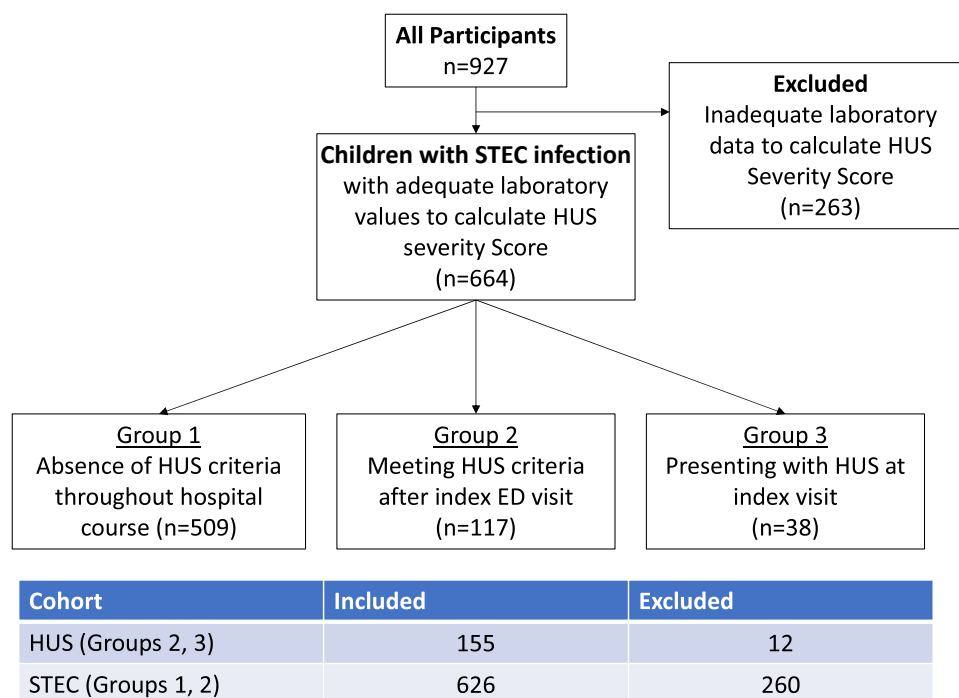 All Participants
n=927
Excluded
Inadequate laboratory
data to calculate HUS
Severity Score
(n=263)
Children with STEC infection
with adequate laboratory
values to calculate HUS
severity Score
(n=664)
Group 1
Absence of HUS criteria
throughout hospital
course (n=509)
Group 2
Meeting HUS criteria
after index ED visit
(n=117)
Group 3
Presenting with HUS at
index visit
(n=38)
Cohort Included Excluded
HUS (Groups 2, 3) 155 12
STEC (Groups 1, 2) 626 260